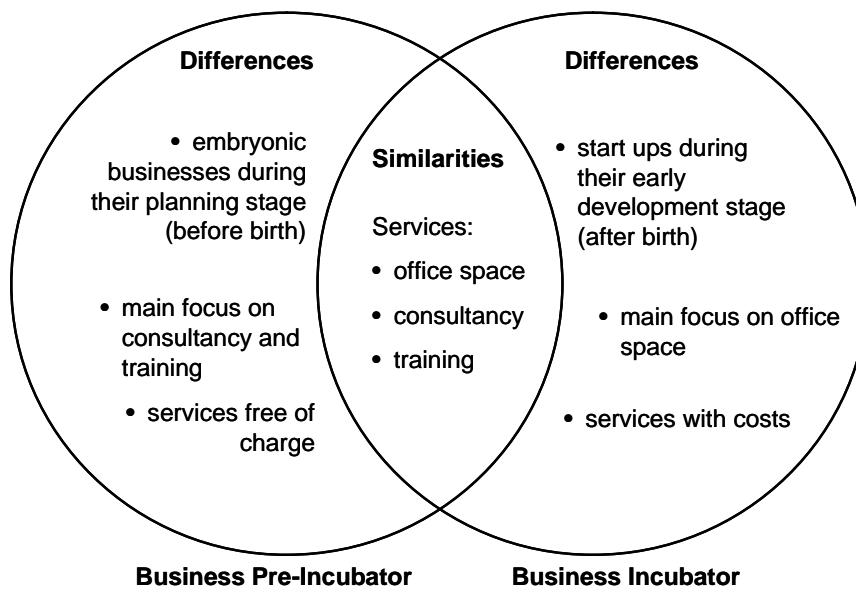 Differences
• embryonic
businesses during
their planning stage
(before birth)
• main focus on
consultancy and
training
• services free of
charge
Similarities
Services:
• office space
• consultancy
• training
Differences
• start ups during
their early
development stage
(after birth)
• main focus on office
space
• services with costs
Business Pre-Incubator
Business Incubator